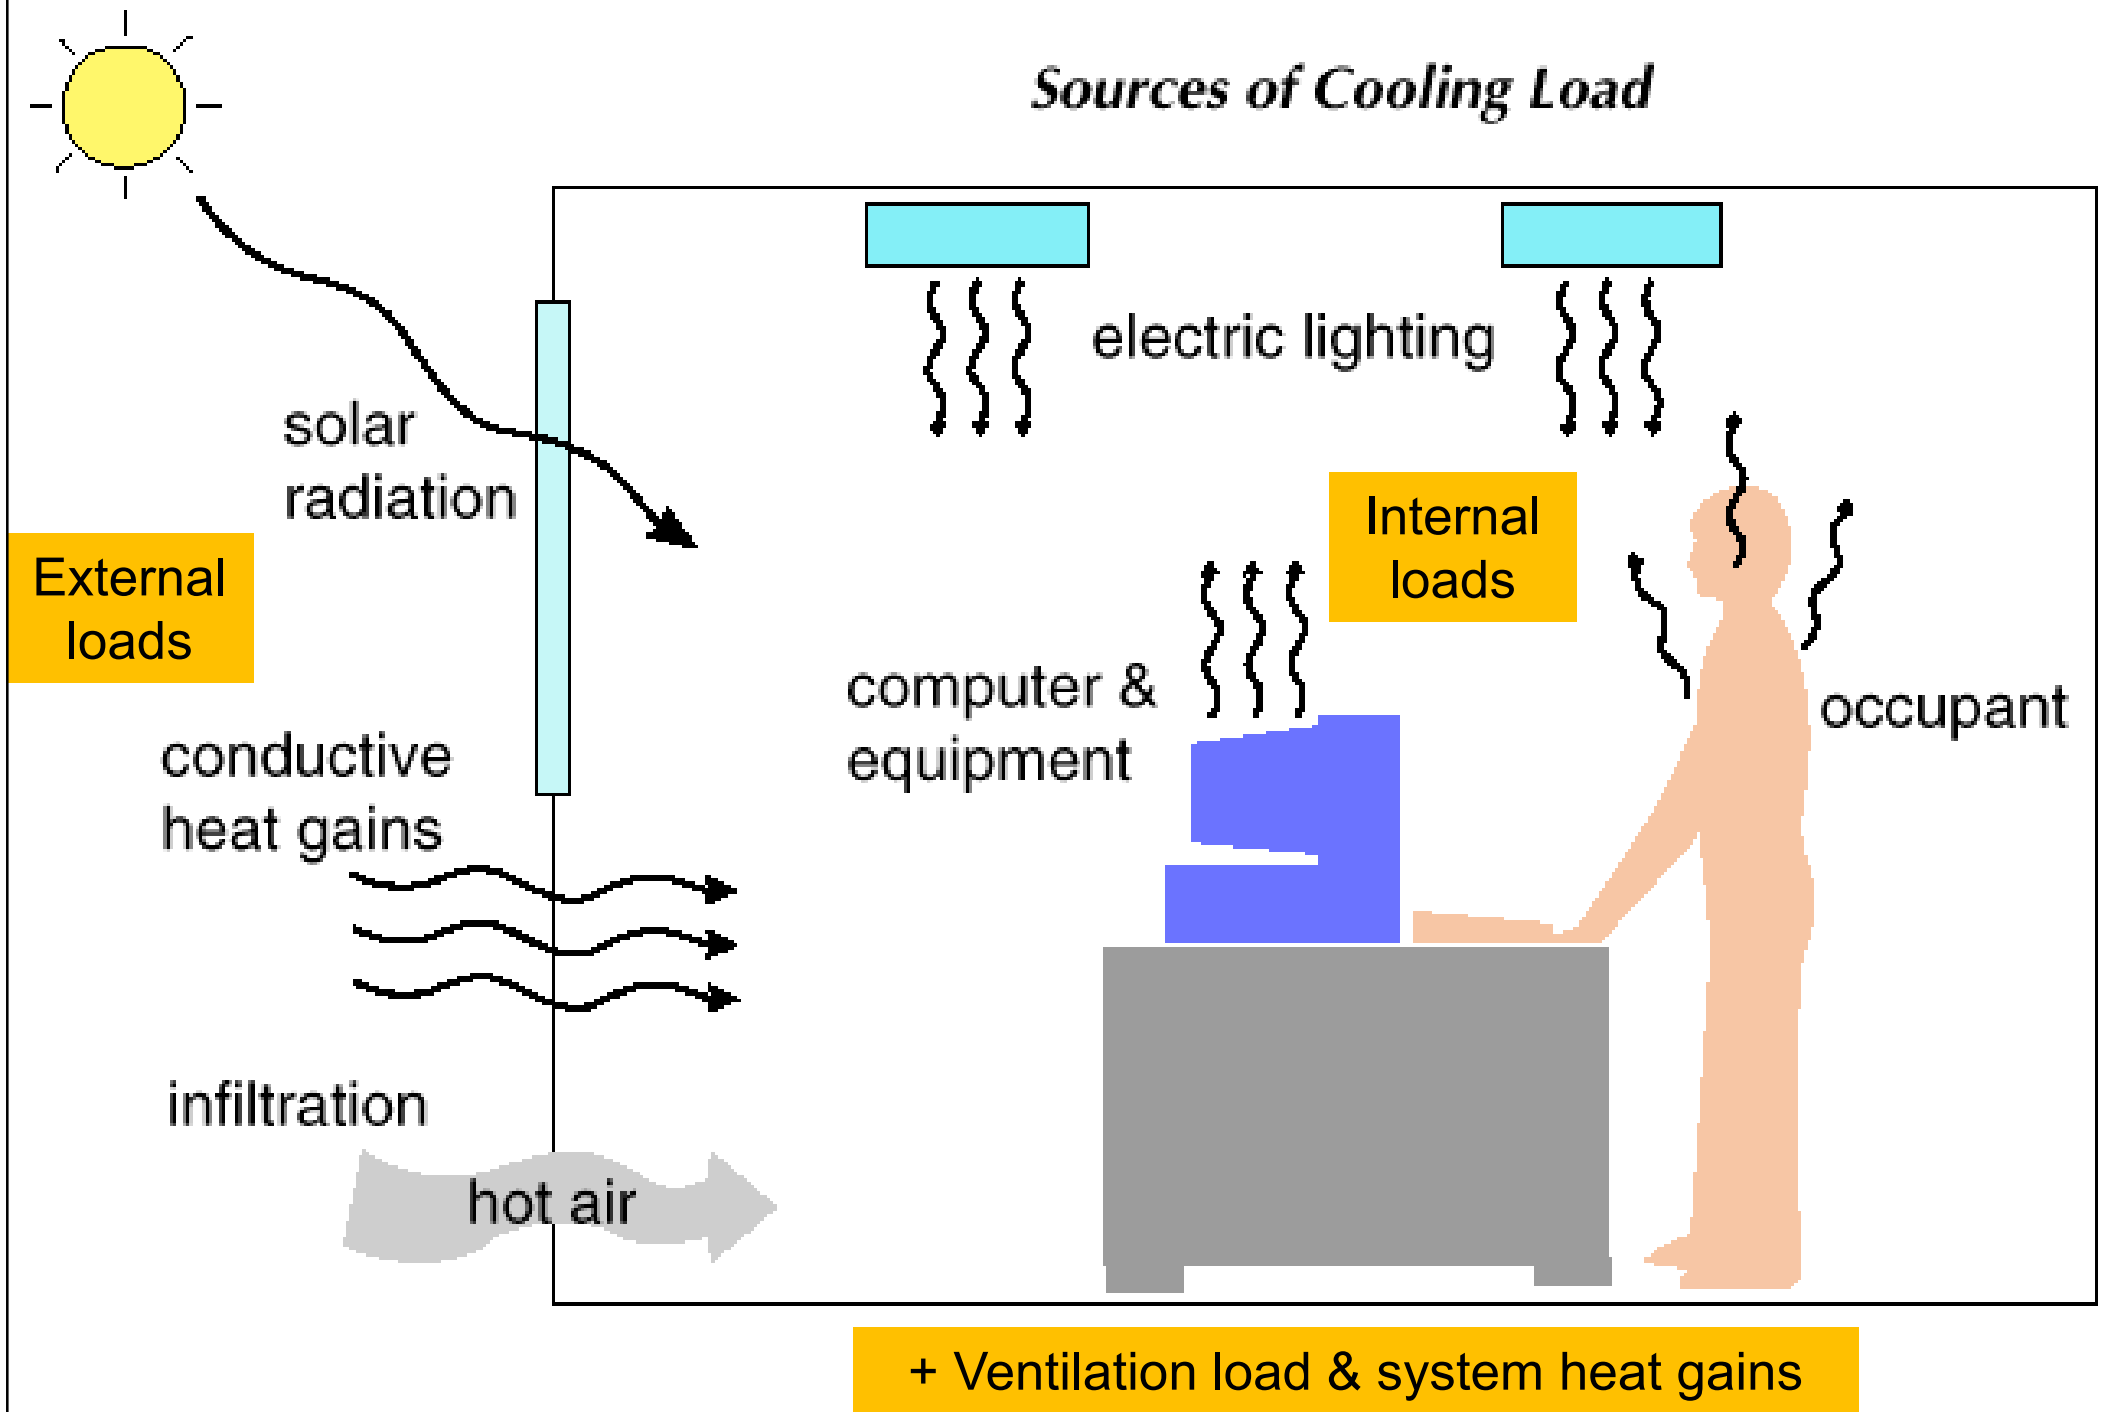 Sources of Cooling Load
electric lighting
solar
radiation
Internal
loads
External
loads
computer &
equipment
occupant
conductive
heat gains
infiltration
hot air
+ Ventilation load & system heat gains